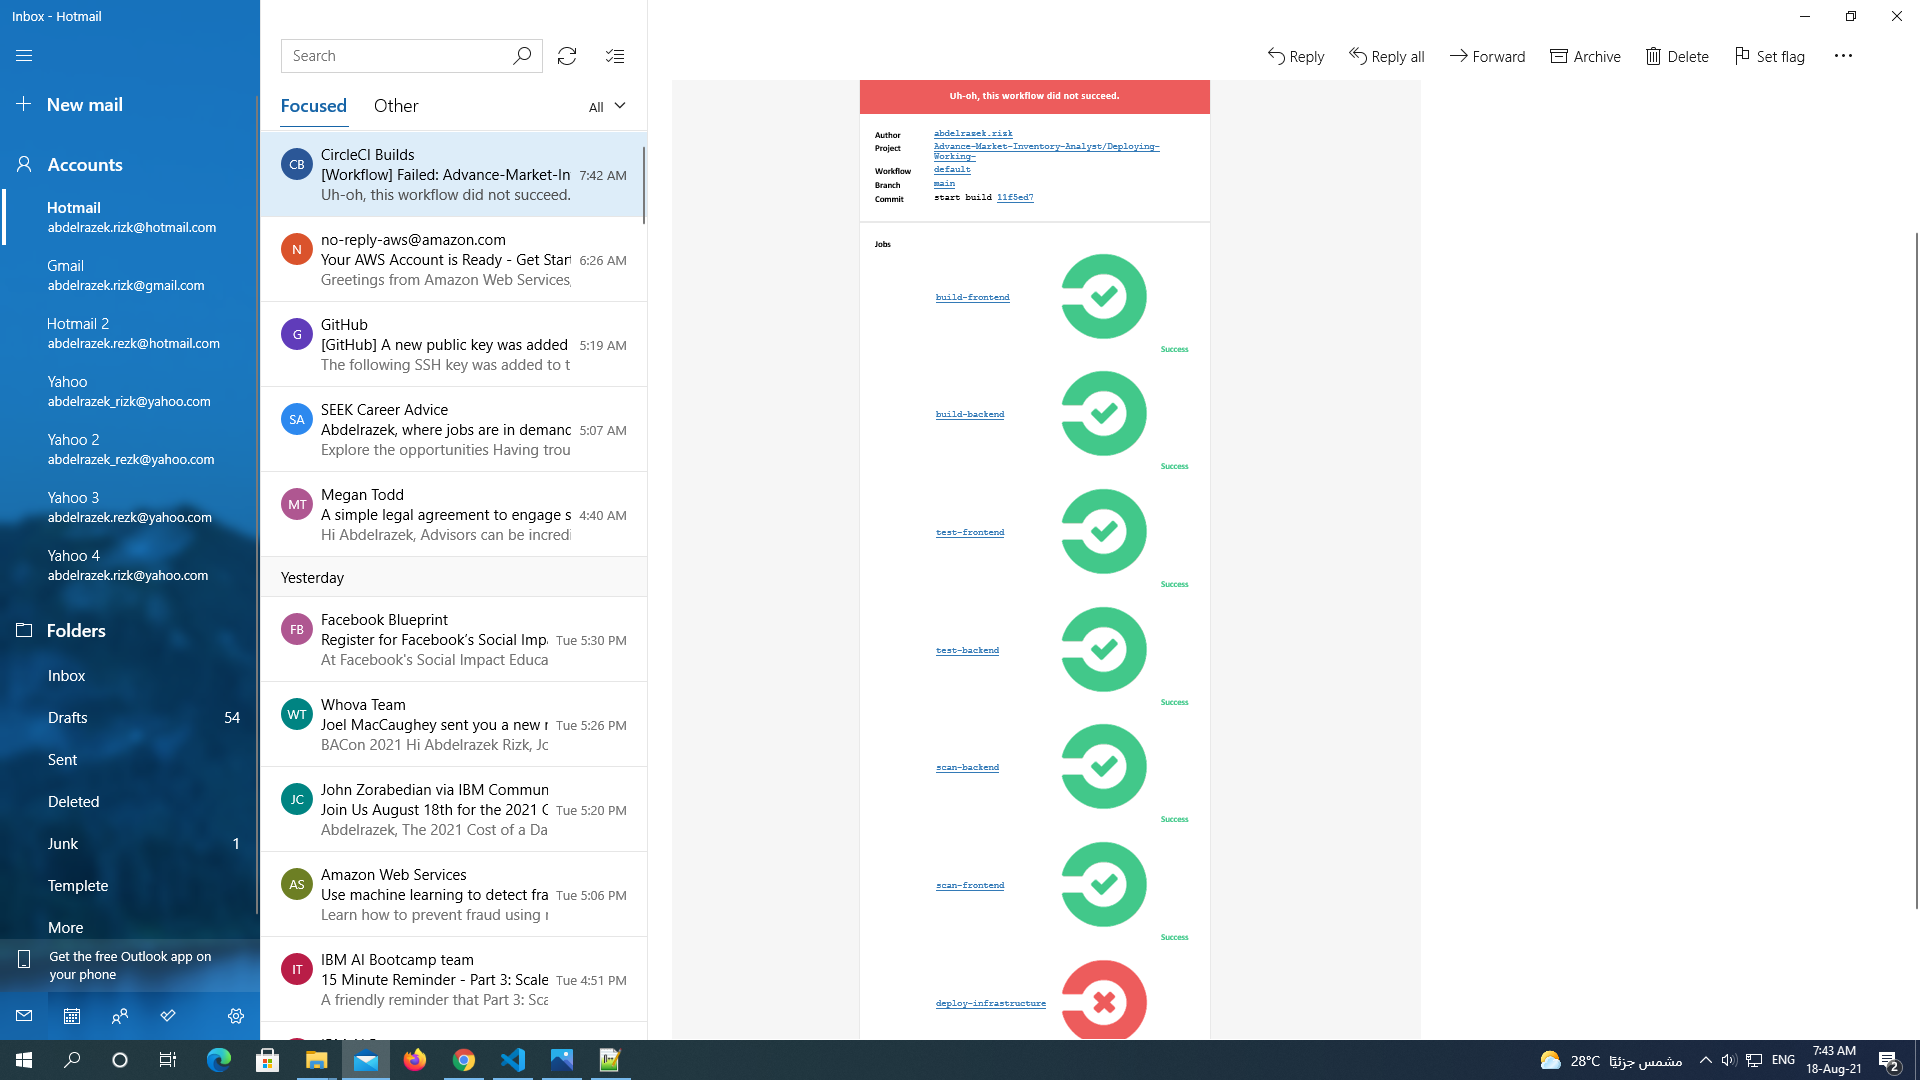 Inbox - Hotmail
New mail
Accounts
Hotmail
abdelrazek.rizk@hotmail.com
Gmail
abdelrazek.rizk@gmail.com
Hotmail 2
abdelrazek.rezk@hotmail.com
Yahoo
abdelrazek_rizk@yahoo.com
Yahoo 2
abdelrazek_rezk@yahoo.com
Yahoo 3
abdelrazek.rezk@yahoo.com
Yahoo 4
abdelrazek.rizk@yahoo.com
Folders
Inbox
Drafts 54
Sent
Deleted
Junk 1
Templete
More
Get the free Outlook app on
your phone
Search
Focused Other All
CB CircleCI Builds
[Workflow] Failed: Advance-Market-In 7:42 AM
Uh-oh, this workflow did not succeed.
N no-reply-aws@amazon.com
Your AWS Account is Ready - Get Start 6:26 AM
Greetings from Amazon Web Services,
G GitHub
[GitHub] A new public key was added 5:19 AM
The following SSH key was added to t
SA SEEK Career Advice
Abdelrazek, where jobs are in demand 5:07 AM
Explore the opportunities Having trou
MT Megan Todd
A simple legal agreement to engage s 4:40 AM
Hi Abdelrazek, Advisors can be incredi
Yesterday
FB Facebook Blueprint
Register for Facebook's Social Impa Tue 5:30 PM
At Facebook's Social Impact Educa
WT Whova Team
Joel MacCaughey sent you a new r Tue 5:26 PM
BACon 2021 Hi Abdelrazek Rizk, Jo
JC John Zorabedian via IBM Commun
Join Us August 18th for the 2021 C Tue 5:20 PM
Abdelrazek, The 2021 Cost of a Da
AS Amazon Web Services
Use machine learning to detect fra Tue 5:06 PM
Learn how to prevent fraud using r
IT IBM AI Bootcamp team
15 Minute Reminder - Part 3: Scale Tue 4:51 PM
A friendly reminder that Part 3: Sca
Reply Reply all Forward Archive Delete Set flag
Uh-oh, this workflow did not succeed.
Author abdelrazek.rizk
Project Advance-Market-Inventory-Analyst/Deploying-
Working-
Workflow default
Branch main
Commit start build 11f5ed7
Jobs
build-frontend
Success
build-backend
Success
test-frontend
Success
test-backend
Success
scan-backend
Success
scan-frontend
Success
deploy-infrastructure
28°C مشمس جزئيًا ENG 7:43 AM
18-Aug-21
2